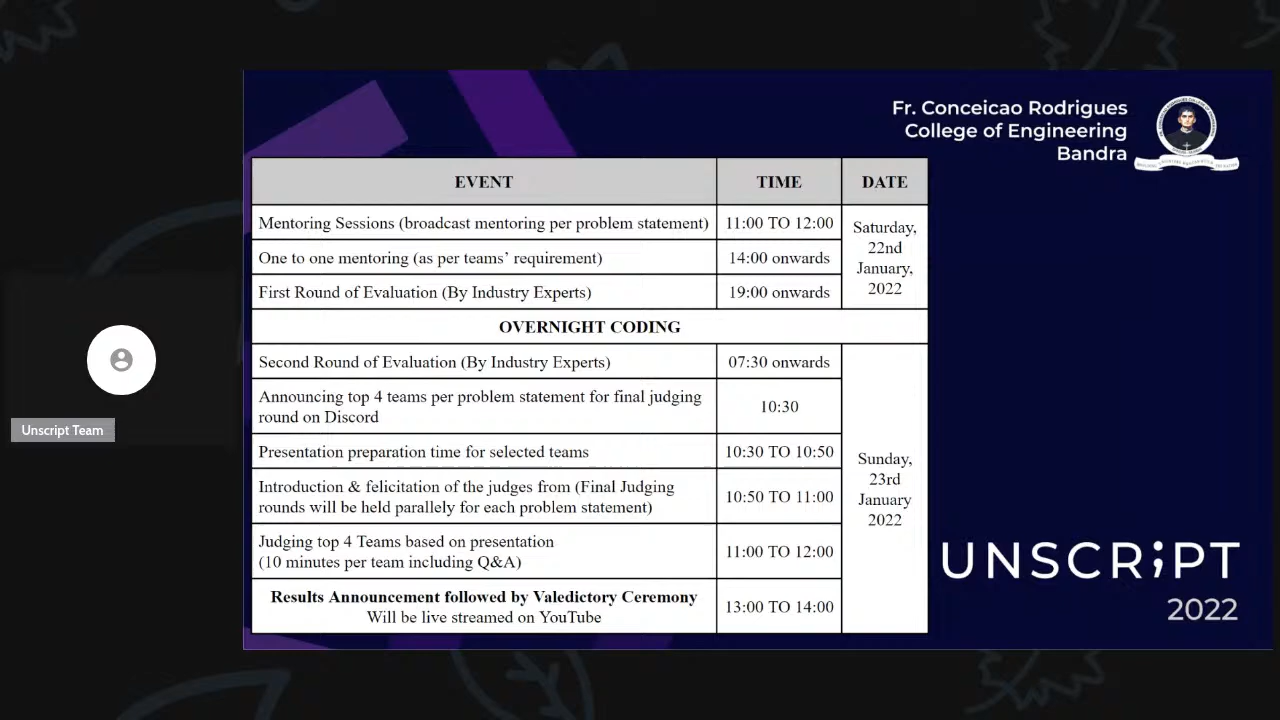 Fr. Conceicao Rodrigues
College of Engineering
Bandra
EVENT TIME DATE
Mentoring Sessions (broadcast mentoring per problem statement) 11:00 TO 12:00
One to one mentoring (as per teams’ requirement) 14:00 onwards
First Round of Evaluation (By Industry Experts) 19:00 onwards
Saturday,
22nd
January,
2022
OVERNIGHT CODING
Second Round of Evaluation (By Industry Experts) 07:30 onwards
Announcing top 4 teams per problem statement for final judging
round on Discord
10:30
Presentation preparation time for selected teams 10:30 TO 10:50
Introduction & felicitation of the judges from (Final Judging
rounds will be held parallely for each problem statement)
10:50 TO 11:00
Judging top 4 Teams based on presentation
(10 minutes per team including Q&A)
11:00 TO 12:00
Results Announcement followed by Valedictory Ceremony
Will be live streamed on YouTube
13:00 TO 14:00
Sunday,
23rd
January
2022
Unscript Team
UNSCR;PT
2022